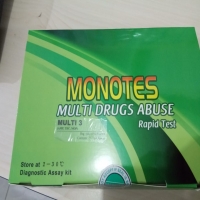 MONOTES
MULTI DRUGS ABUSE
Rapid Test
MULTI 3
Store at 2-30°C
Diagnostic Assay kit